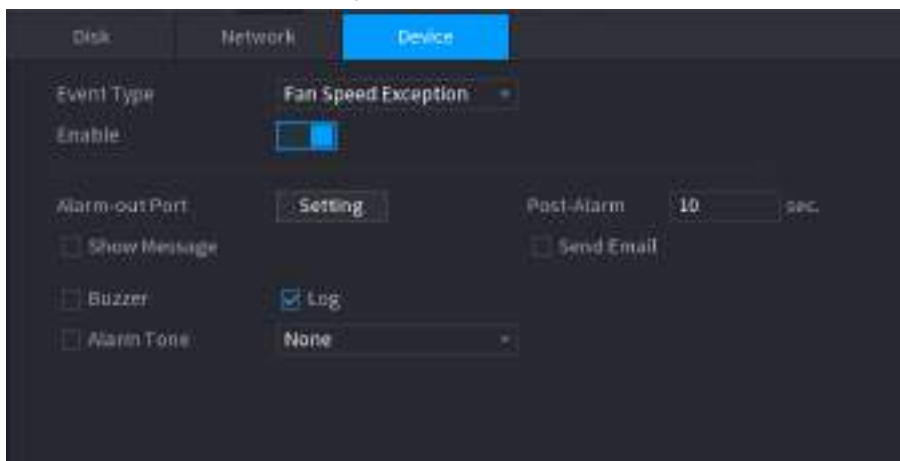 Disk Network Device
Event Type Fan Speed Exception
Enable
Alarm-out Port Setting Post-Alarm 10 sec.
Show Message Send Email
Buzzer Log
Alarm Tone None